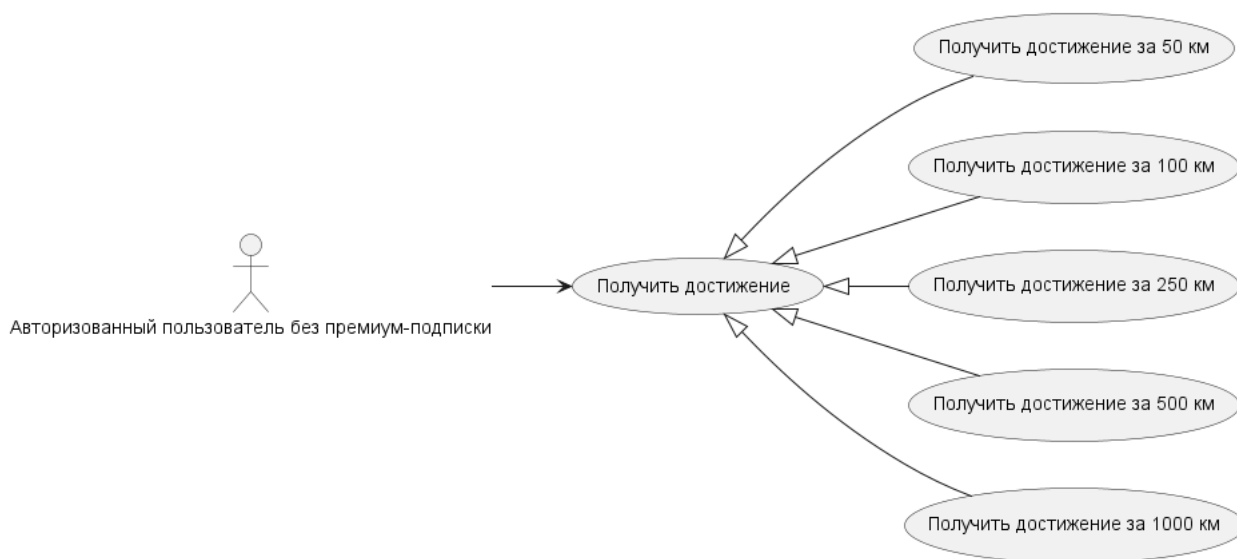 Получить достижение за 50 км
Получить достижение за 100 км
Получить достижение
Получить достижение за 250 км
Авторизованный пользователь без премиум-подписки
Получить достижение за 500 км
Получить достижение за 1000 км